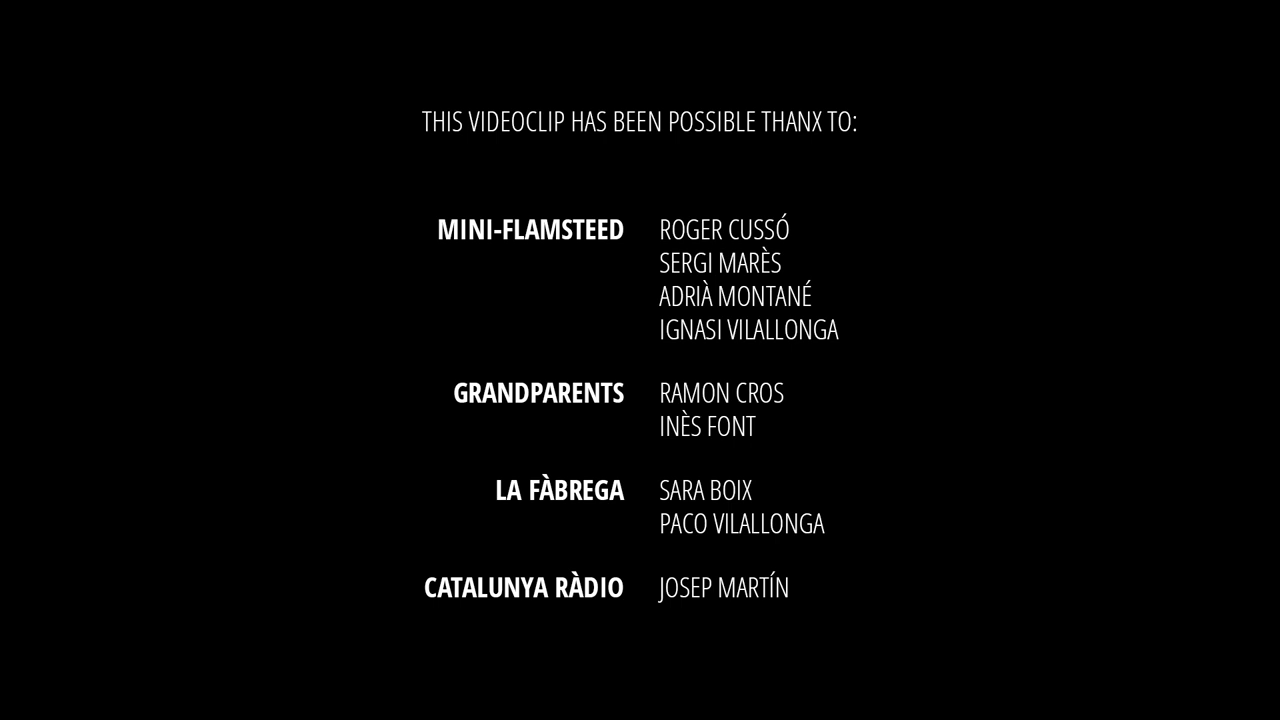 THIS VIDEOCLIP HAS BEEN POSSIBLE THANX TO:
MINI-FLAMSTEED ROGER CUSSÓ
SERGI MARÈS
ADRIÀ MONTANÉ
IGNASI VILALLONGA
GRANDPARENTS RAMON CROS
INÈS FONT
LA FÀBREGA SARA BOIX
PACO VILALLONGA
CATALUNYA RÀDIO JOSEP MARTÍN